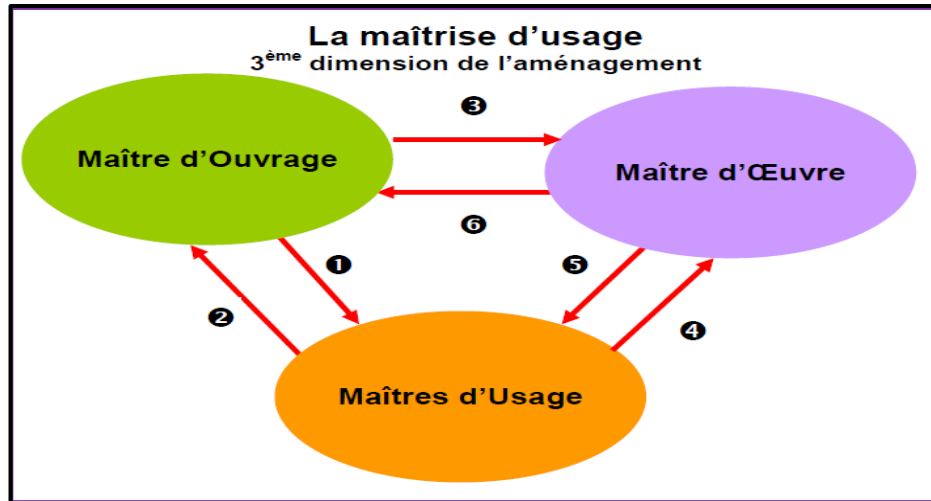 La maîtrise d'usage
3ème dimension de l'aménagement
❸
Maître d'Ouvrage
Maître d'Œuvre
❻
❶
❺
❷
❹
Maîtres d'Usage